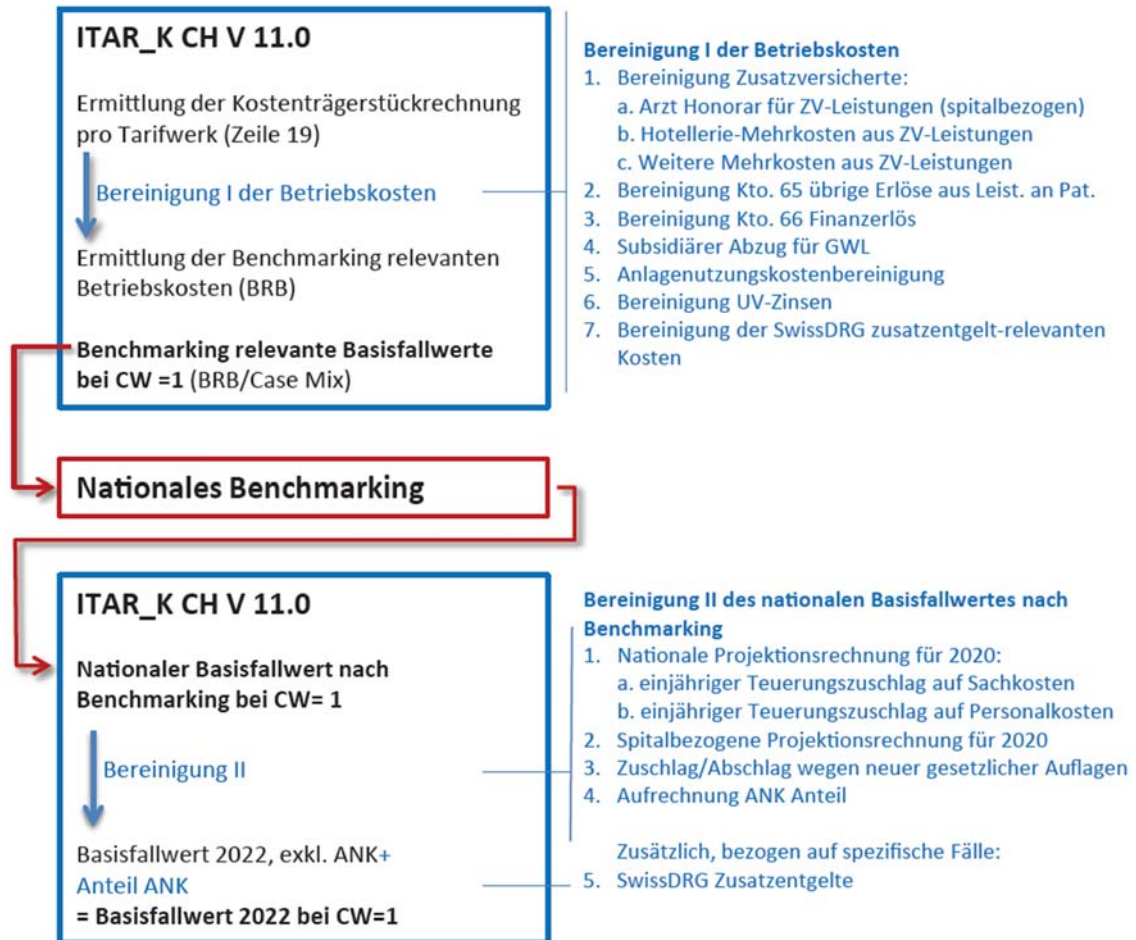 ITAR_K CH V 11.0
Ermittlung der Kostenträgerstückrechnung
pro Tarifwerk (Zeile 19)
Bereinigung I der Betriebskosten
Ermittlung der Benchmarking relevanten
Betriebskosten (BRB)
Benchmarking relevante Basisfallwerte
bei CW =1 (BRB/Case Mix)
Bereinigung I der Betriebskosten
1. Bereinigung Zusatzversicherte:
a. Arzt Honorar für ZV-Leistungen (spitalbezogen)
b. Hotellerie-Mehrkosten aus ZV-Leistungen
c. Weitere Mehrkosten aus ZV-Leistungen
2. Bereinigung Kto. 65 übrige Erlöse aus Leist. an Pat.
3. Bereinigung Kto. 66 Finanzerlös
4. Subsidiärer Abzug für GWL
5. Anlagenutzungskostenbereinigung
6. Bereinigung UV-Zinsen
7. Bereinigung der SwissDRG zusatzentgelt-relevanten
Kosten
Nationales Benchmarking
ITAR_K CH V 11.0
Nationaler Basisfallwert nach
Benchmarking bei CW= 1
Bereinigung II
Basisfallwert 2022, exkl. ANK+
Anteil ANK
= Basisfallwert 2022 bei CW=1
Bereinigung II des nationalen Basisfallwertes nach
Benchmarking
1. Nationale Projektionsrechnung für 2020:
a. einjähriger Teuerungszuschlag auf Sachkosten
b. einjähriger Teuerungszuschlag auf Personalkosten
2. Spitalbezogene Projektionsrechnung für 2020
3. Zuschlag/Abschlag wegen neuer gesetzlicher Auflagen
4. Aufrechnung ANK Anteil
Zusätzlich, bezogen auf spezifische Fälle:
5. SwissDRG Zusatzentgelte